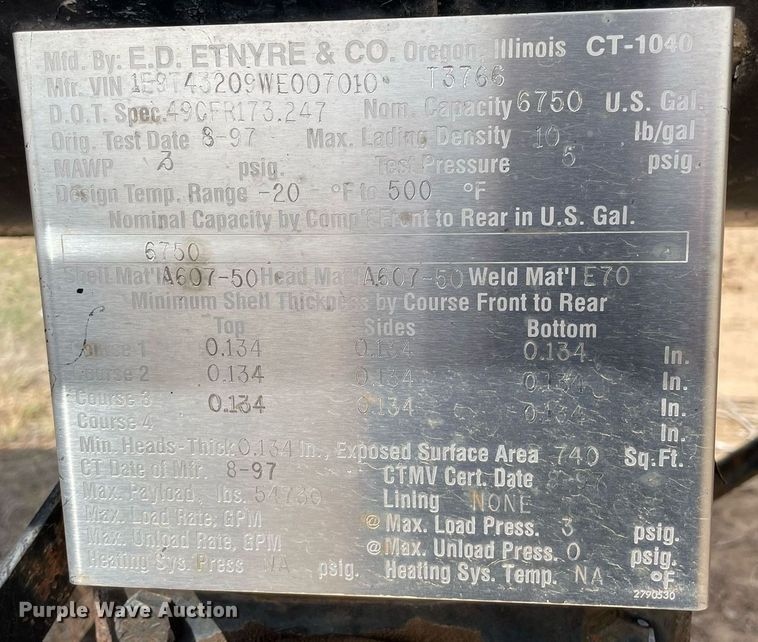 Mfd. By: E.D. ETNYRE & CO. Oregon, Illinois CT-1040
Mfr. VIN 1E9T43209WE007010 T3766
D.O.T. Spec. 49CFR173.247 Nom. Capacity 6750 U.S. Gal.
Orig. Test Date 8-97 Max. Lading Density 10 lb/gal
MAWP 3 psig. Test Pressure 5 psig.
Design Temp. Range -20 °F to 500 °F
Nominal Capacity by Comp't Front to Rear in U.S. Gal.
6750
Shell Mat'l A607-50 Head Mat'l A607-50 Weld Mat'l E70
Minimum Shell Thickness by Course Front to Rear
Top Sides Bottom
Course 1 0.134 0.134 0.134 In.
Course 2 0.134 0.134 0.134 In.
Course 3 0.134 0.134 0.134 In.
Course 4 In.
Min. Heads-Thick. 0.134 In., Exposed Surface Area 740 Sq.Ft.
CT Date of Mfr. 8-97 CTMV Cert. Date 8-97
Max. Payload, lbs. 54730 Lining NONE
Max. Load Rate, GPM @ Max. Load Press. 3 psig.
Max. Unload Rate, GPM @ Max. Unload Press. 0 psig.
Heating Sys. Press NA psig. Heating Sys. Temp. NA °F
2790530
Purple Wave Auction